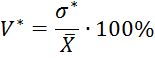 V* = σ* / X̄ · 100%